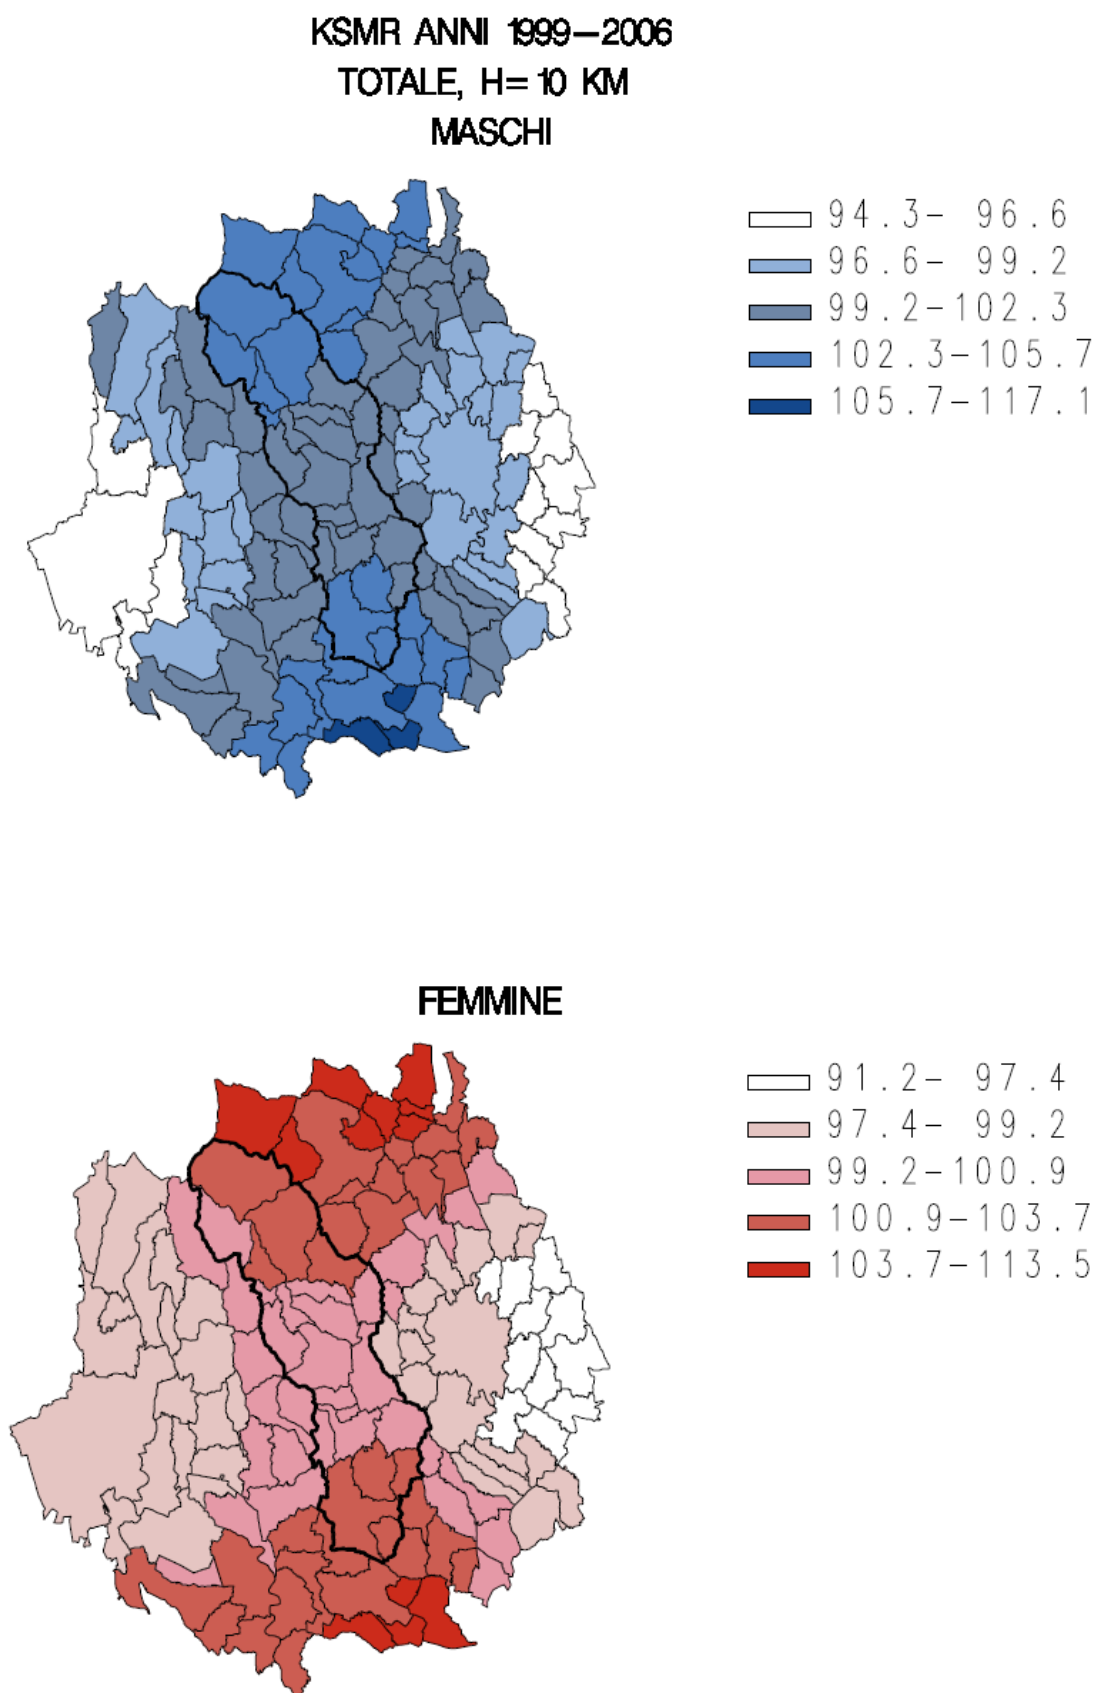 KSMR ANNI 1999-2006
TOTALE, H= 10 KM
MASCHI
94.3- 96.6
96.6- 99.2
99.2-102.3
102.3-105.7
105.7-117.1
FEMMINE
91.2- 97.4
97.4- 99.2
99.2-100.9
100.9-103.7
103.7-113.5